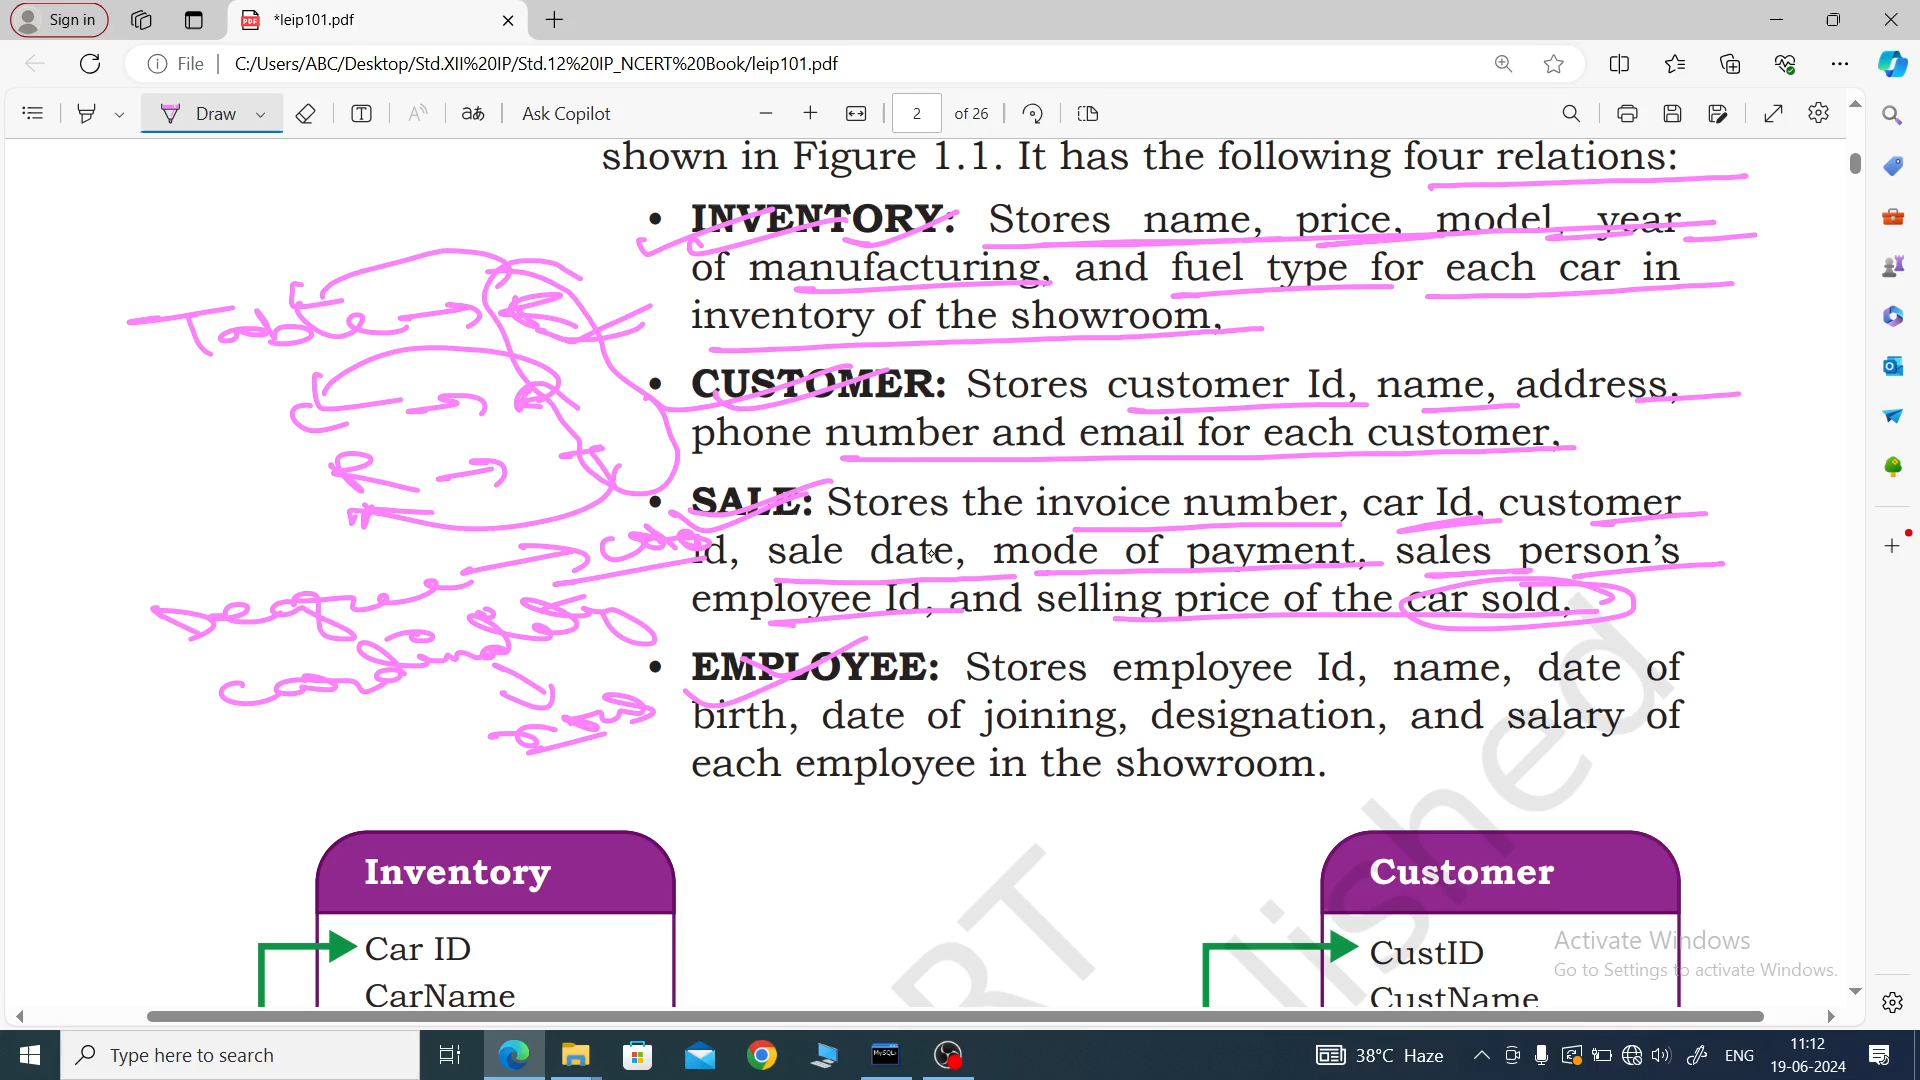 Sign in
*leip101.pdf
File
C:/Users/ABC/Desktop/Std.XII%20IP/Std.12%20IP_NCERT%20Book/leip101.pdf
Draw
Ask Copilot
2 of 26
shown in Figure 1.1. It has the following four relations:
• INVENTORY: Stores name, price, model, year
of manufacturing, and fuel type for each car in
inventory of the showroom,
Table
• CUSTOMER: Stores customer Id, name, address,
phone number and email for each customer,
• SALE: Stores the invoice number, car Id, customer
Id, sale date, mode of payment, sales person's
employee Id, and selling price of the car sold,
Degree
• EMPLOYEE: Stores employee Id, name, date of
birth, date of joining, designation, and salary of
each employee in the showroom.
Inventory
Car ID
CarName
Customer
CustID
CustName
Activate Windows
Go to Settings to activate Windows.
Type here to search
38°C Haze
ENG
11:12
19-06-2024